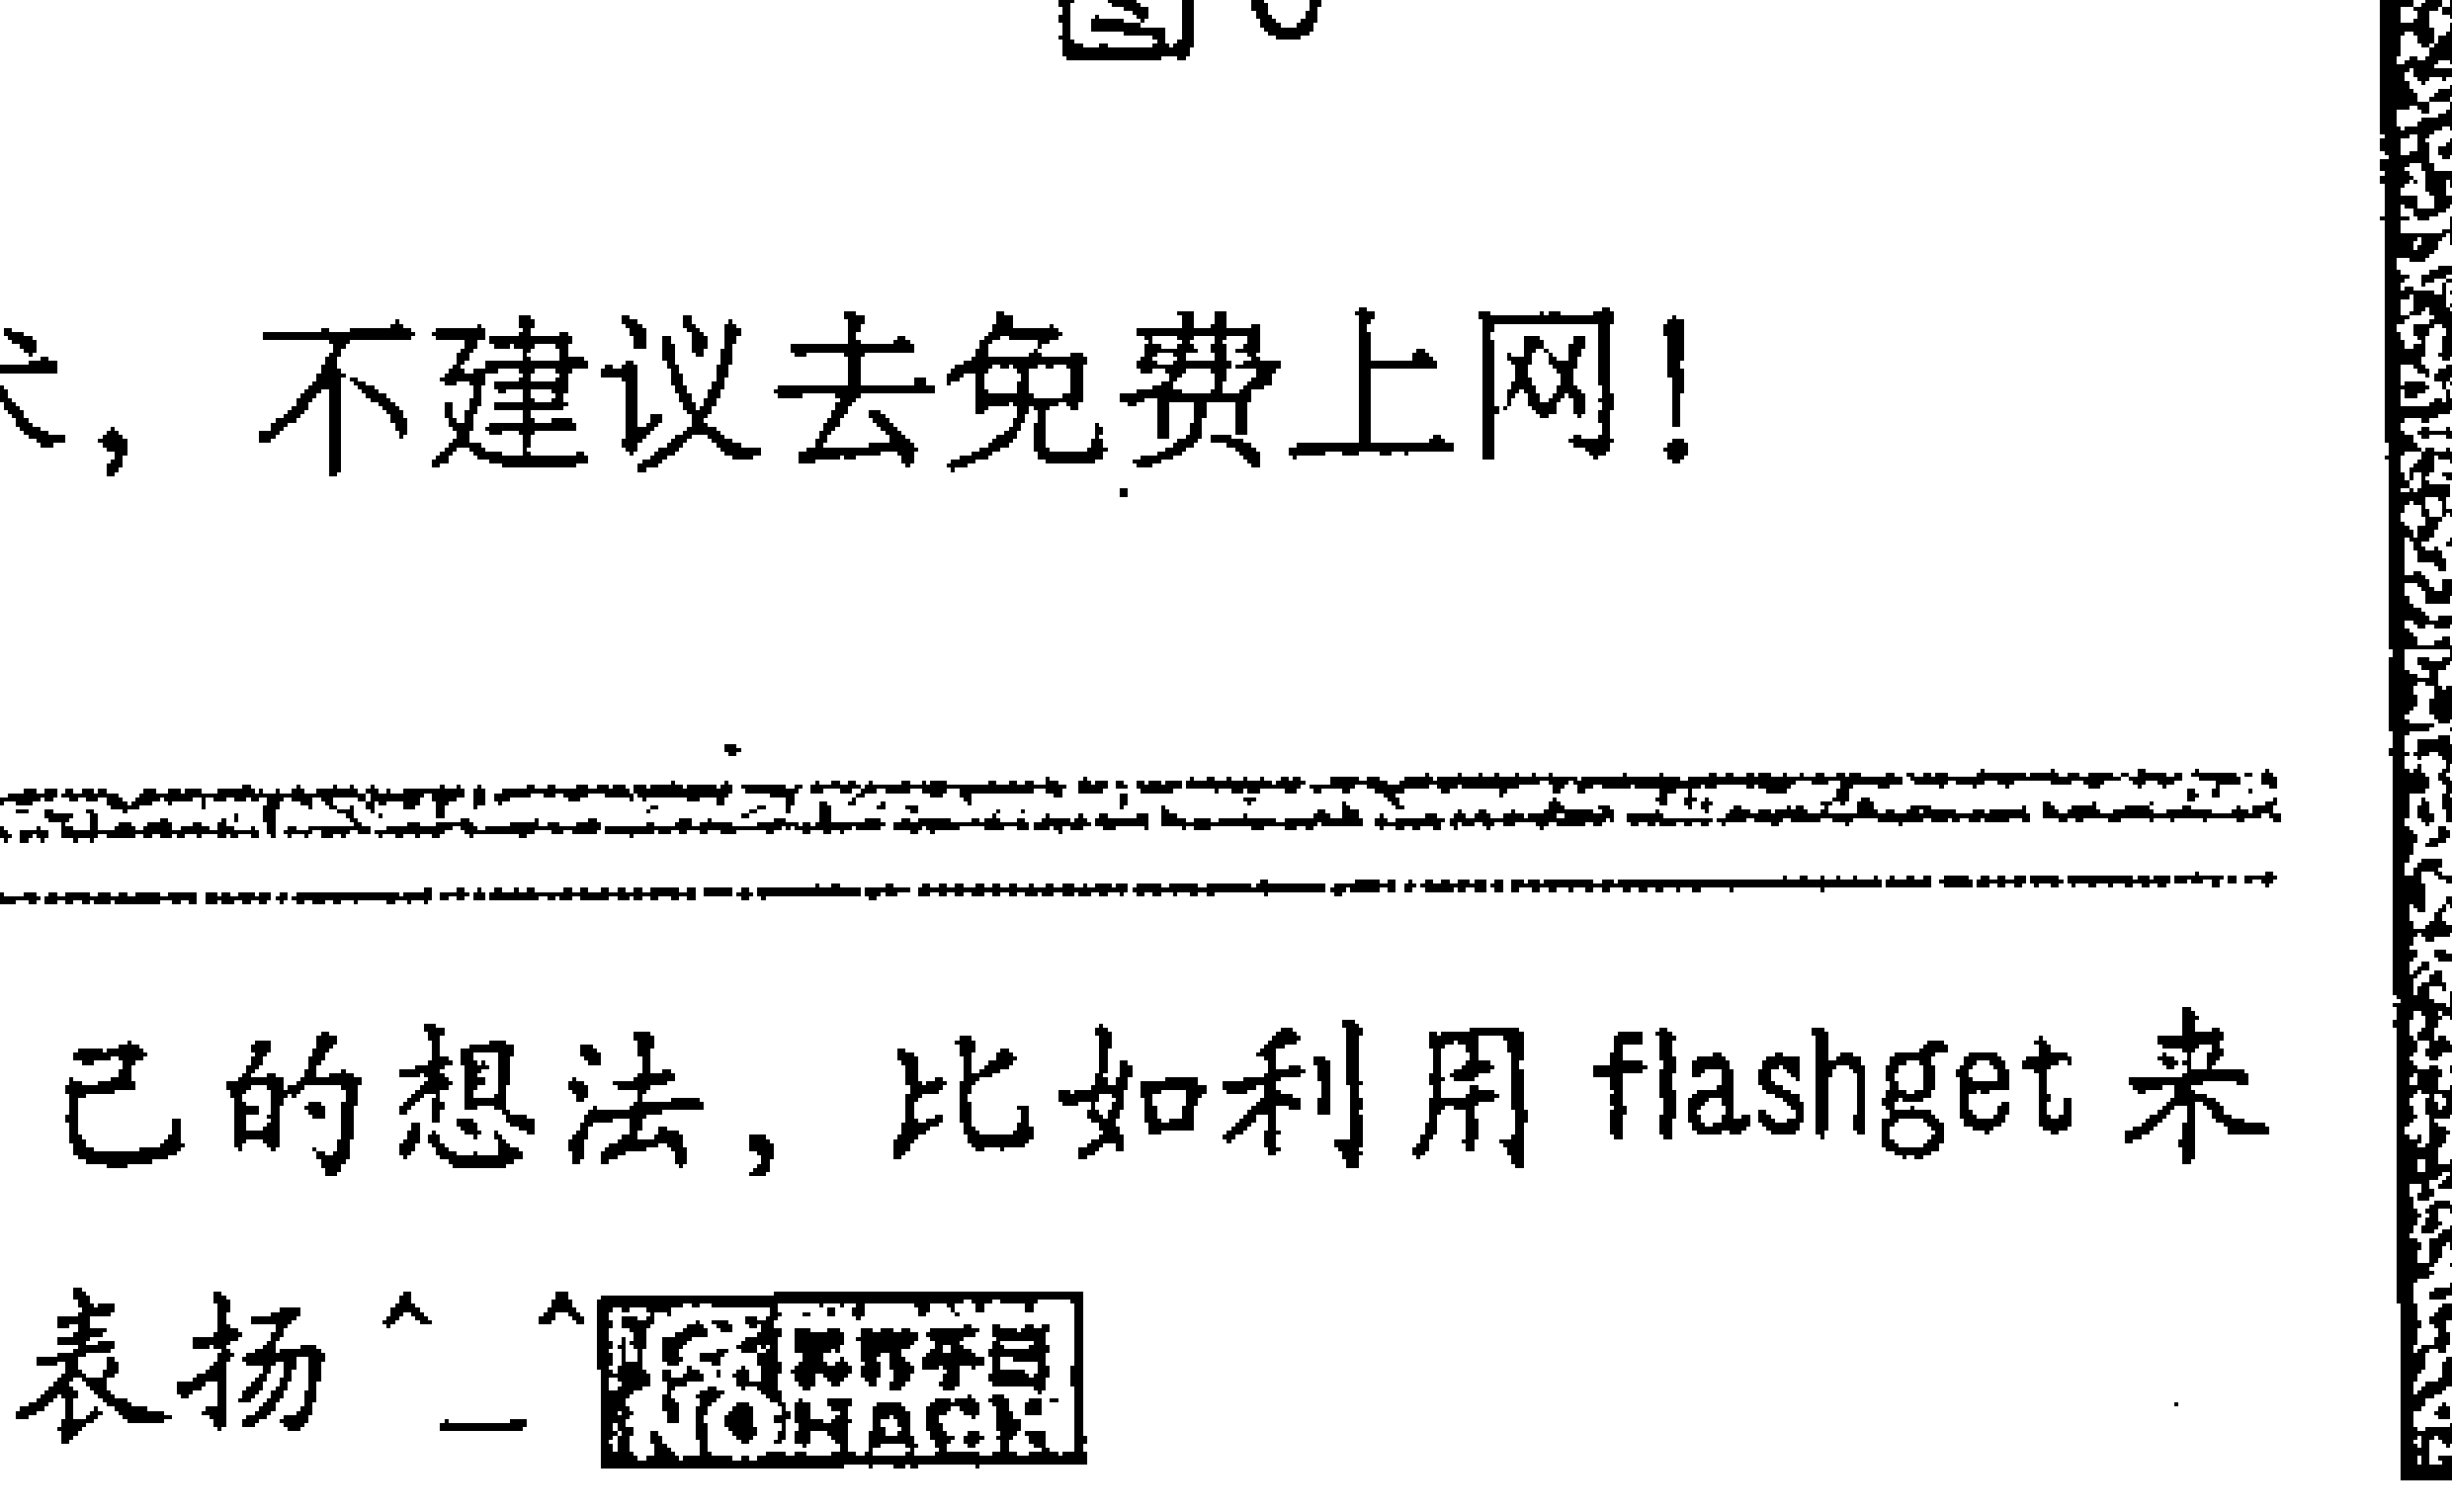 ，不建议去免费上网！
己的想法，比如利用 flashget 来
表扬^_^
NOHACK